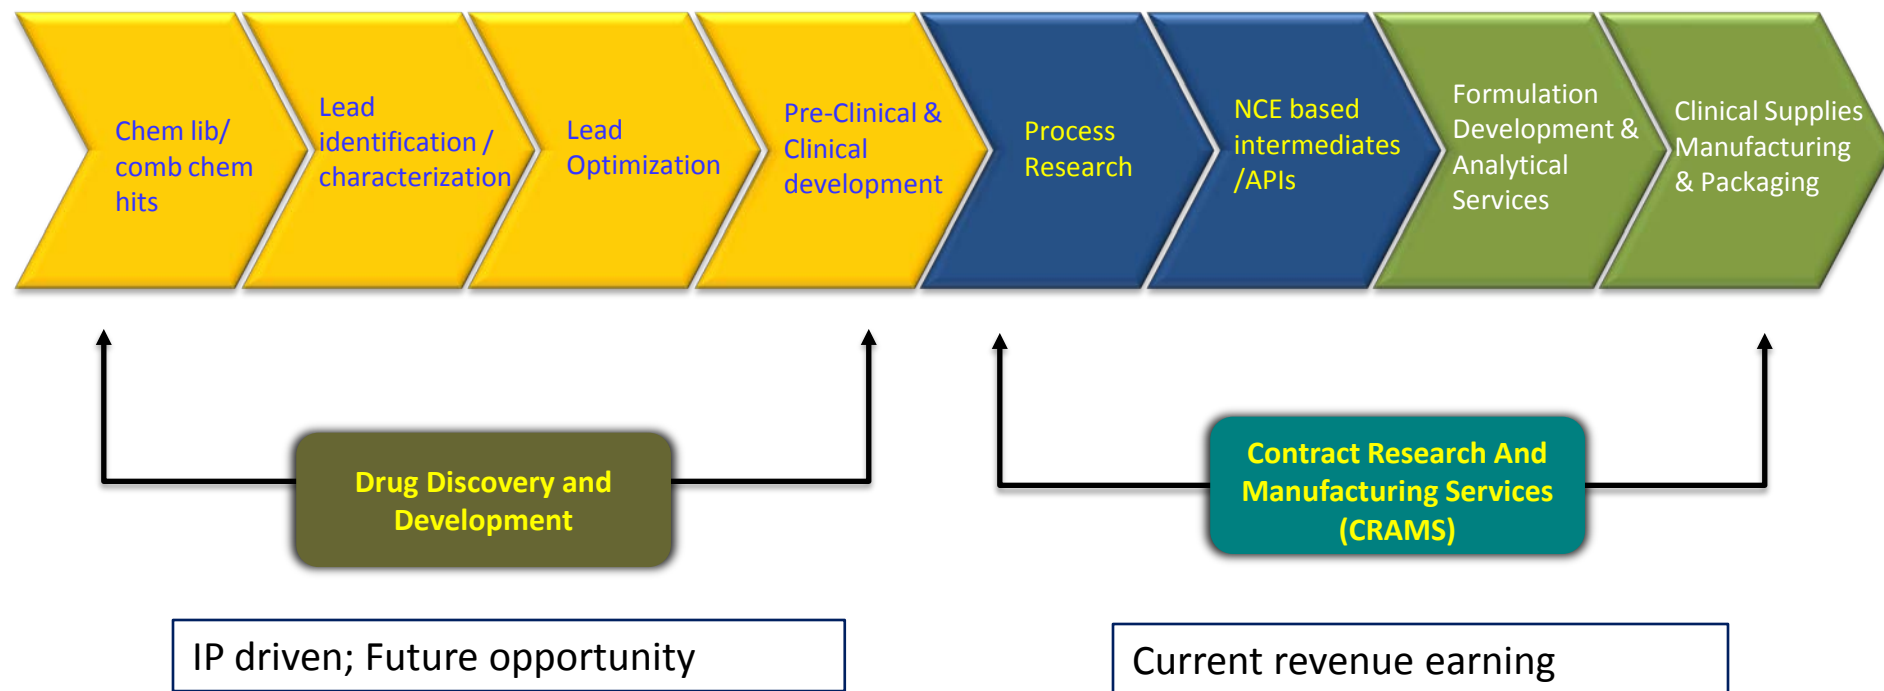 Chem lib/
comb chem
hits
Lead
identification /
characterization
Lead
Optimization
Pre-Clinical &
Clinical
development
Process
Research
NCE based
intermediates
/APIs
Formulation
Development &
Analytical
Services
Clinical Supplies
Manufacturing
& Packaging
Drug Discovery and
Development
Contract Research And
Manufacturing Services
(CRAMS)
IP driven; Future opportunity
Current revenue earning